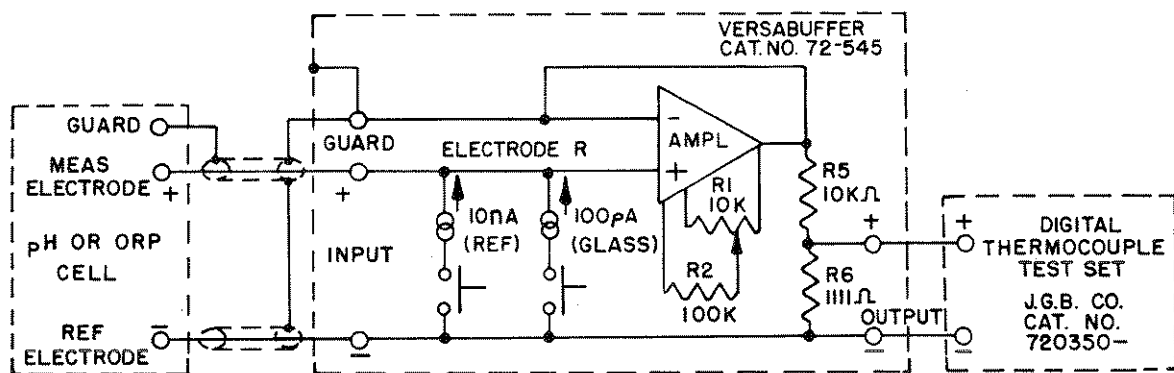 VERSABUFFER
CAT. NO. 72-545
GUARD
MEAS
ELECTRODE
+
pH OR ORP
CELL
REF
ELECTRODE
−
GUARD
+
INPUT
−
ELECTRODE R
10nA
(REF)
100pA
(GLASS)
−
AMPL
+
R1
10K
R2
100K
R5
10KΩ
R6
1111Ω
+
OUTPUT
−
+
DIGITAL
THERMOCOUPLE
TEST SET
J.G.B. CO.
CAT. NO.
720350-
−